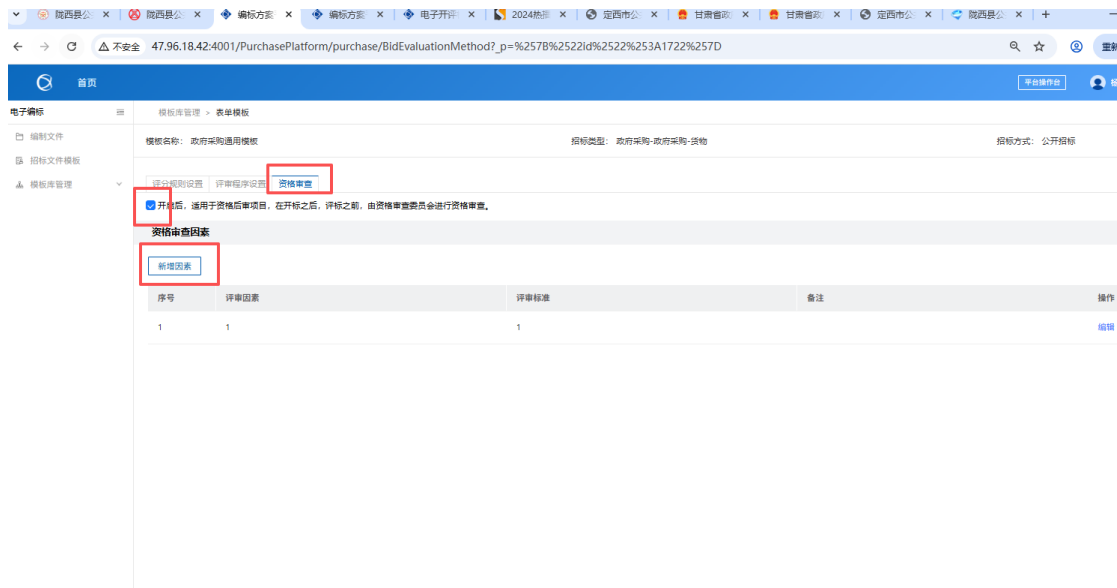 陇西县公
陇西县公
编标方案
编标方案
电子开评
2024热播
定西市公
甘肃省政
甘肃省政
定西市公
陇西县公
不安全 47.96.18.42:4001/PurchasePlatform/purchase/BidEvaluationMethod?_p=%257B%2522id%2522%253A1722%257D
首页
平台操作台
电子编标
模板库管理 > 表单模板
编制文件
招标文件模板
模板库管理
模板名称: 政府采购通用模板 招标类型: 政府采购-政府采购-货物 招标方式: 公开招标
评分规则设置 评审程序设置 资格审查
开启后，适用于资格后审项目，在开标之后，评标之前，由资格审查委员会进行资格审查。
资格审查因素
新增因素
序号 评审因素 评审标准 备注 操作
1 1 1 编辑